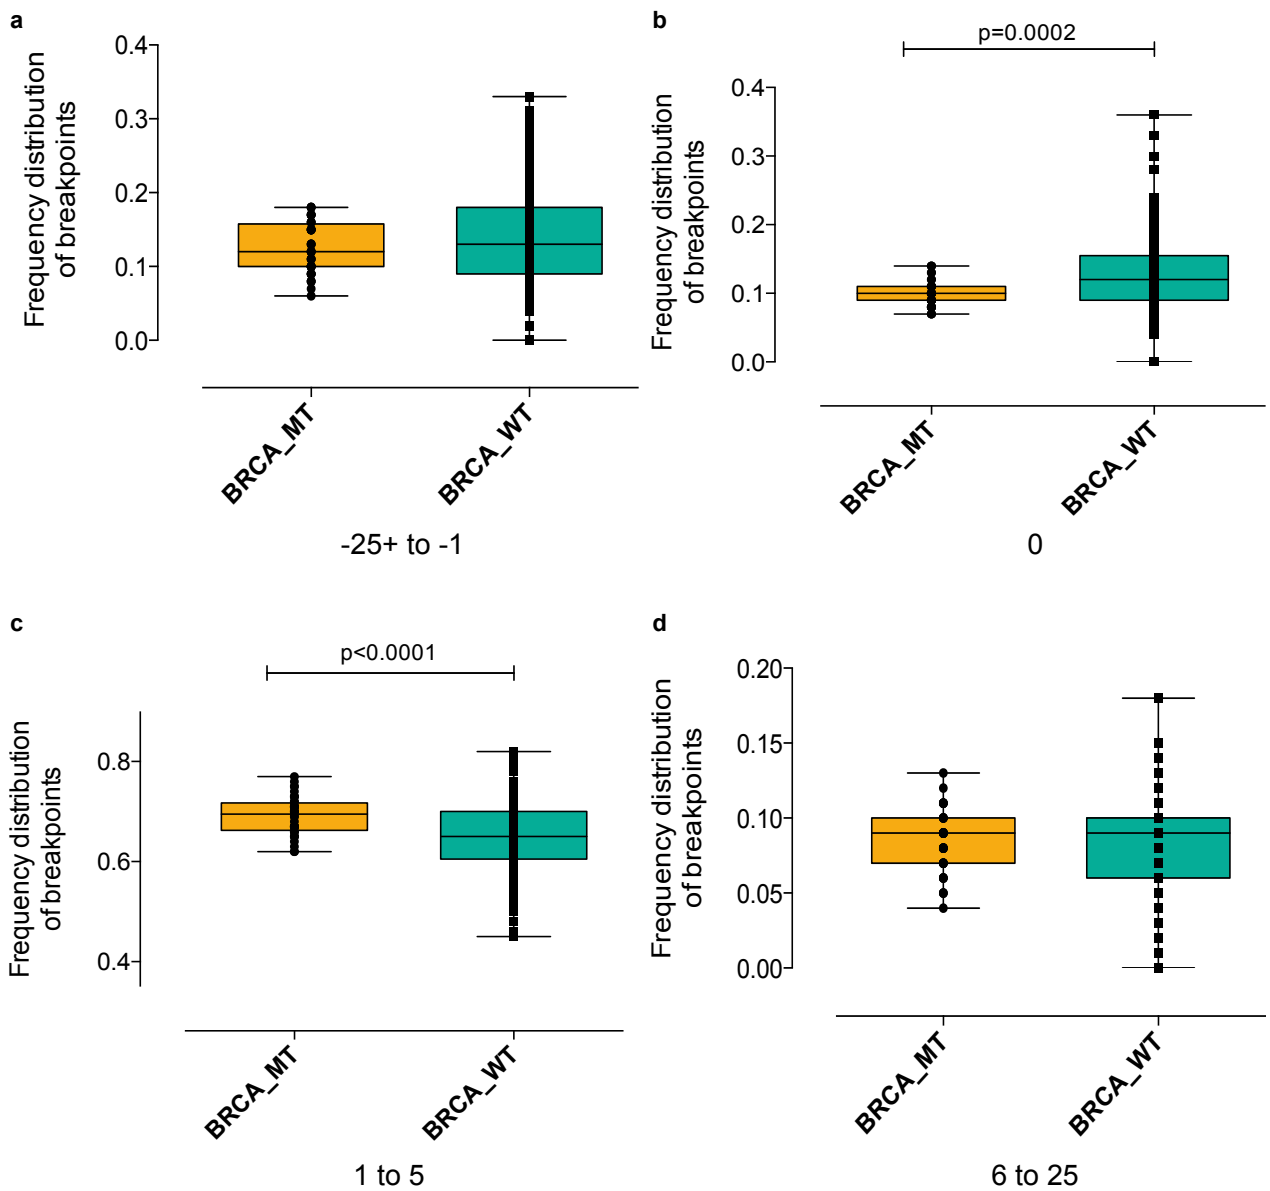 a
Frequency distribution
of breakpoints
0.4
0.3
0.2
0.1
0.0
BRCA_MT
BRCA_WT
-25+ to -1
b
p=0.0002
Frequency distribution
of breakpoints
0.4
0.3
0.2
0.1
0.0
BRCA_MT
BRCA_WT
0
c
p<0.0001
Frequency distribution
of breakpoints
0.8
0.6
0.4
BRCA_MT
BRCA_WT
1 to 5
d
Frequency distribution
of breakpoints
0.20
0.15
0.10
0.05
0.00
BRCA_MT
BRCA_WT
6 to 25